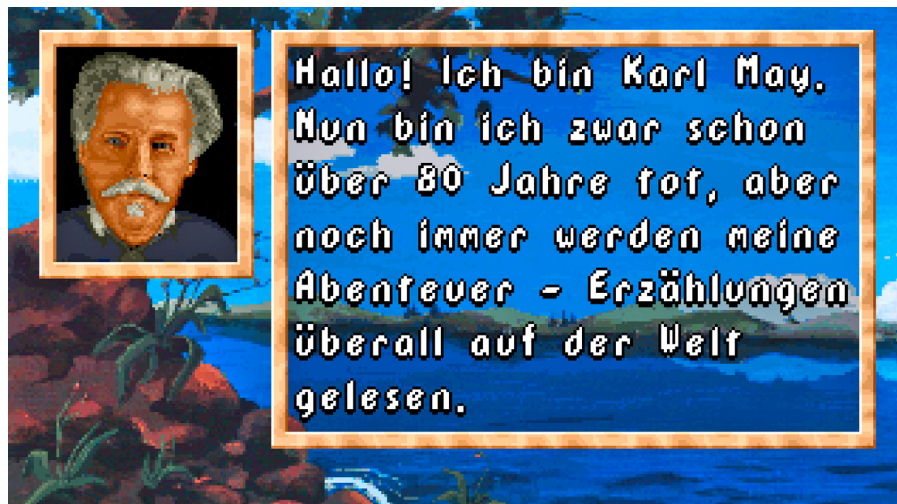 Hallo! Ich bin Karl May.
Nun bin ich zwar schon
über 80 Jahre tot, aber
noch immer werden meine
Abenteuer - Erzählungen
überall auf der Welt
gelesen.